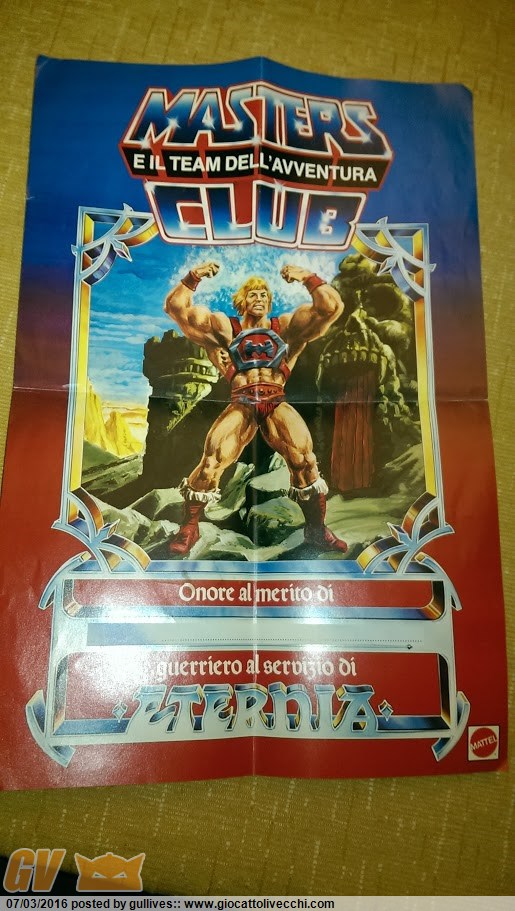 MASTERS
E IL TEAM DELL'AVVENTURA
CLUB
Onore al merito di
guerriero al servizio di
ETERNIA
MATTEL
GV
07/03/2016 posted by gullives:: www.giocattolivecchi.com